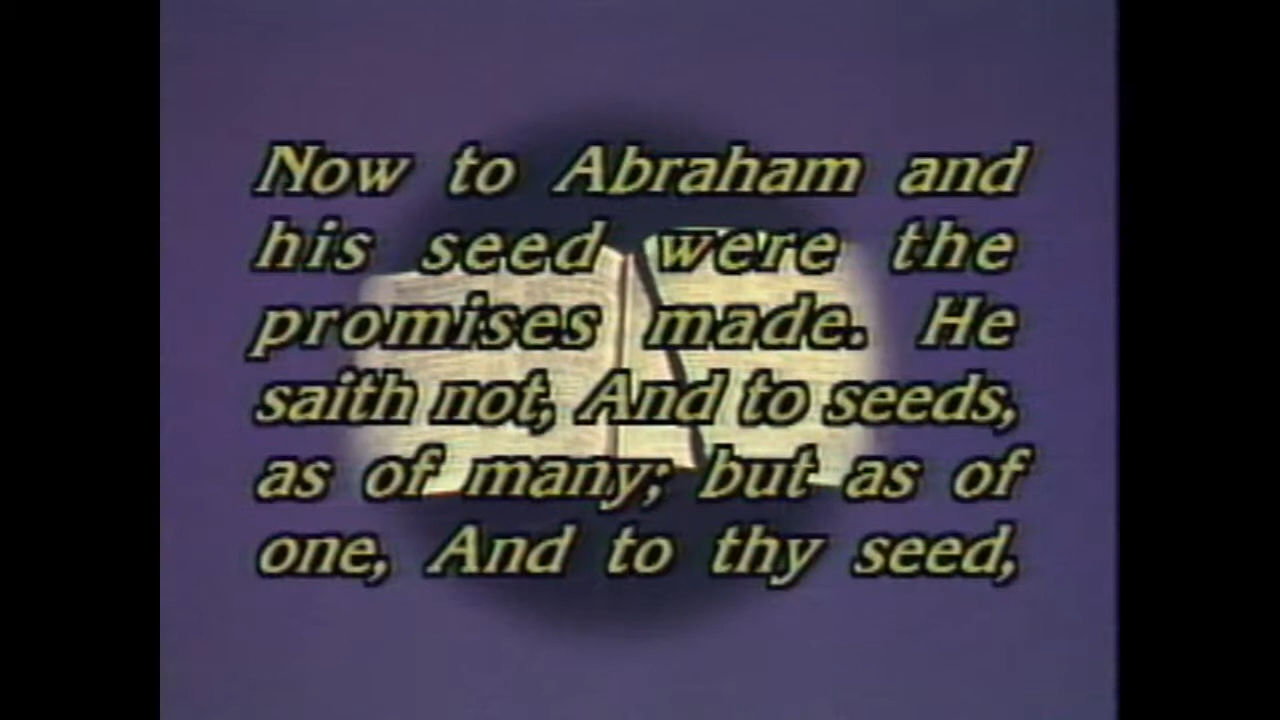 Now to Abraham and
his seed were the
promises made. He
saith not, And to seeds,
as of many; but as of
one, And to thy seed,